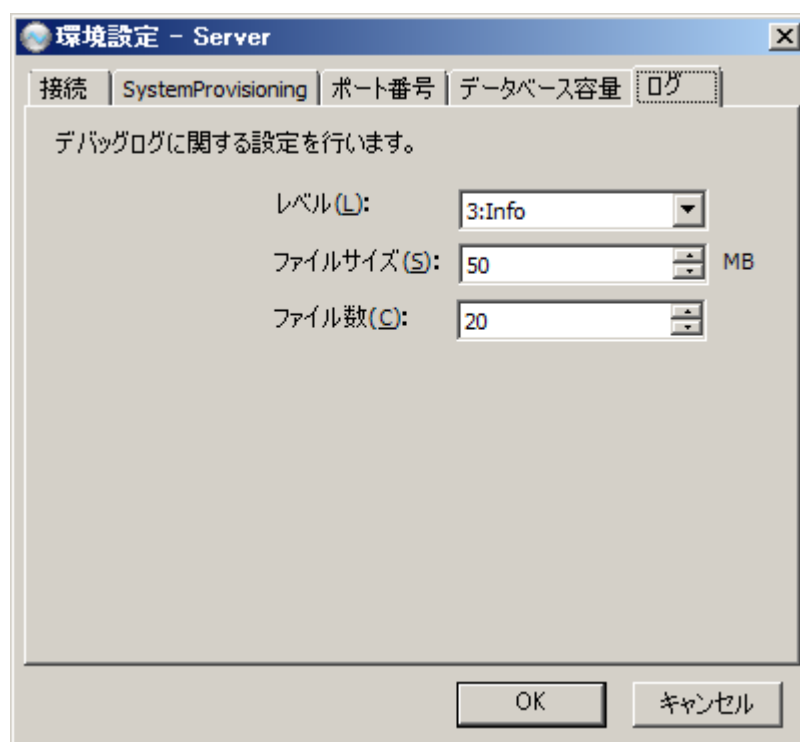 環境設定 - Server
接続 SystemProvisioning ポート番号 データベース容量 ログ
デバッグログに関する設定を行います。
レベル(L): 3:Info
ファイルサイズ(S): 50 MB
ファイル数(C): 20
OK キャンセル